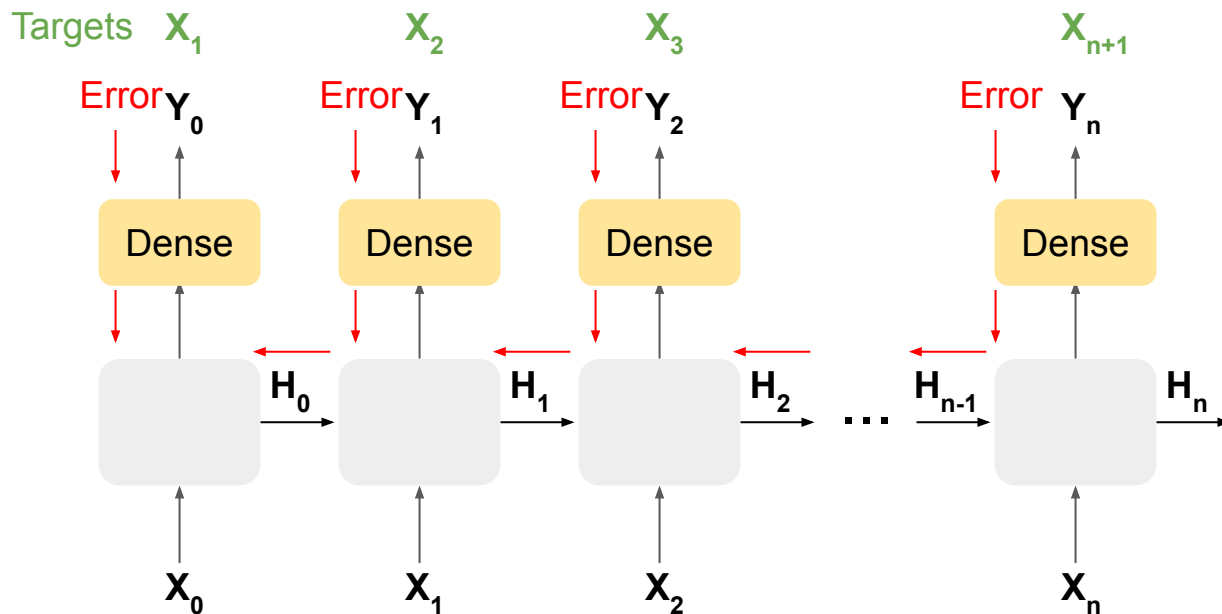 Targets X₁ X₂ X₃ Xₙ₊₁
Error Y₀ Error Y₁ Error Y₂ Error Yₙ
Dense Dense Dense Dense
H₀ H₁ H₂ Hₙ₋₁ Hₙ
...
X₀ X₁ X₂ Xₙ